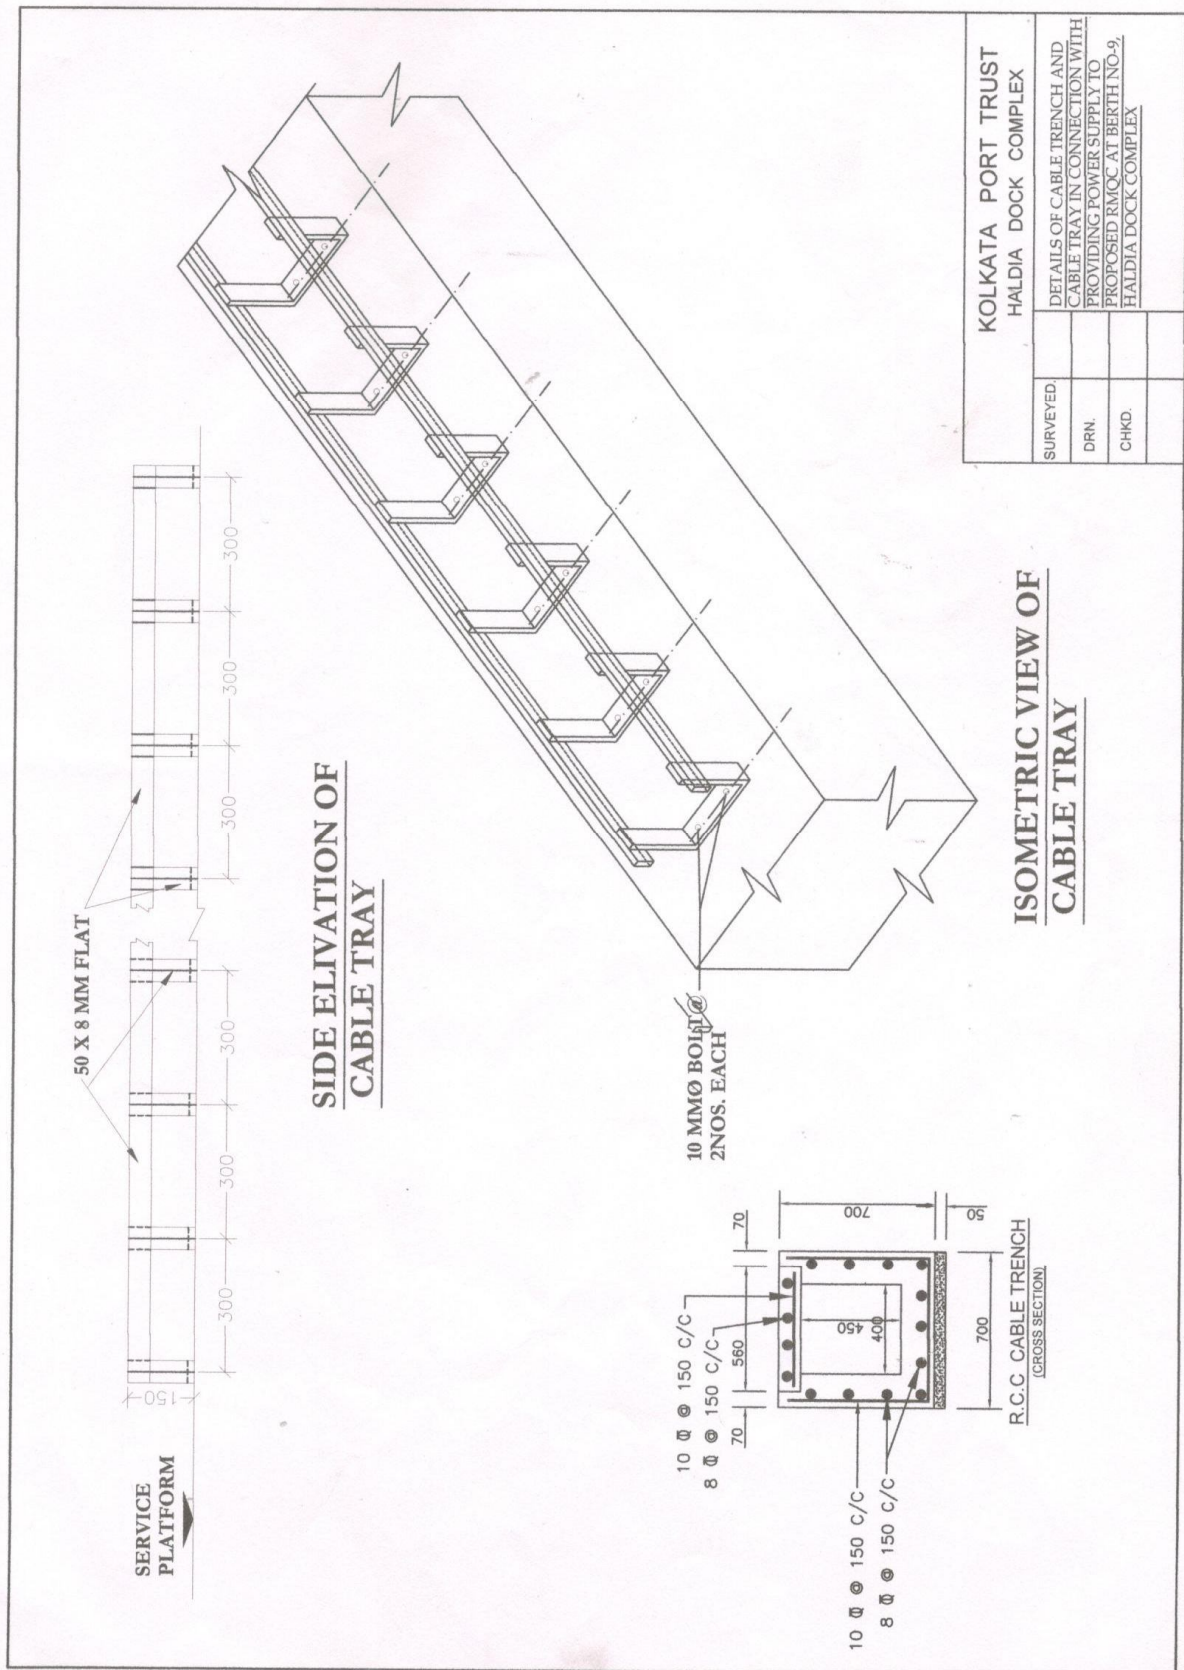 50 X 8 MM FLAT
SERVICE
PLATFORM
150
300
300
300
300
300
300
SIDE ELIVATION OF
CABLE TRAY
10 MMØ BOLT@
2NOS. EACH
ISOMETRIC VIEW OF
CABLE TRAY
10 Φ @ 150 C/C
8 Φ @ 150 C/C
70
560
70
450
400
700
50
700
10 Φ @ 150 C/C
8 Φ @ 150 C/C
R.C.C CABLE TRENCH
(CROSS SECTION)
KOLKATA PORT TRUST
HALDIA DOCK COMPLEX
SURVEYED.
DRN.
CHKD.
DETAILS OF CABLE TRENCH AND
CABLE TRAY IN CONNECTION WITH
PROVIDING POWER SUPPLY TO
PROPOSED RMQC AT BERTH NO-9,
HALDIA DOCK COMPLEX